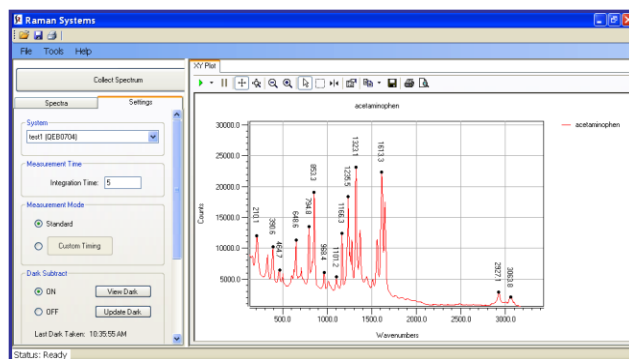 Raman Systems
File Tools Help
Collect Spectrum
Spectra Settings
System
test1 (QEB0704)
Measurement Time
Integration Time: 5
Measurement Mode
Standard
Custom Timing
Dark Subtract
ON View Dark
OFF Update Dark
Last Dark Taken: 10:35:55 AM
Status: Ready
XY Plot
acetaminophen
acetaminophen
30000.0
25000.0
20000.0
15000.0
10000.0
5000.0
Counts
210.1
390.6
464.7
648.6
794.8
853.3
968.4
1101.2
1166.3
1235.5
1323.1
1613.3
2927.1
3063.8
500.0 1000.0 1500.0 2000.0 2500.0 3000.0
Wavenumbers